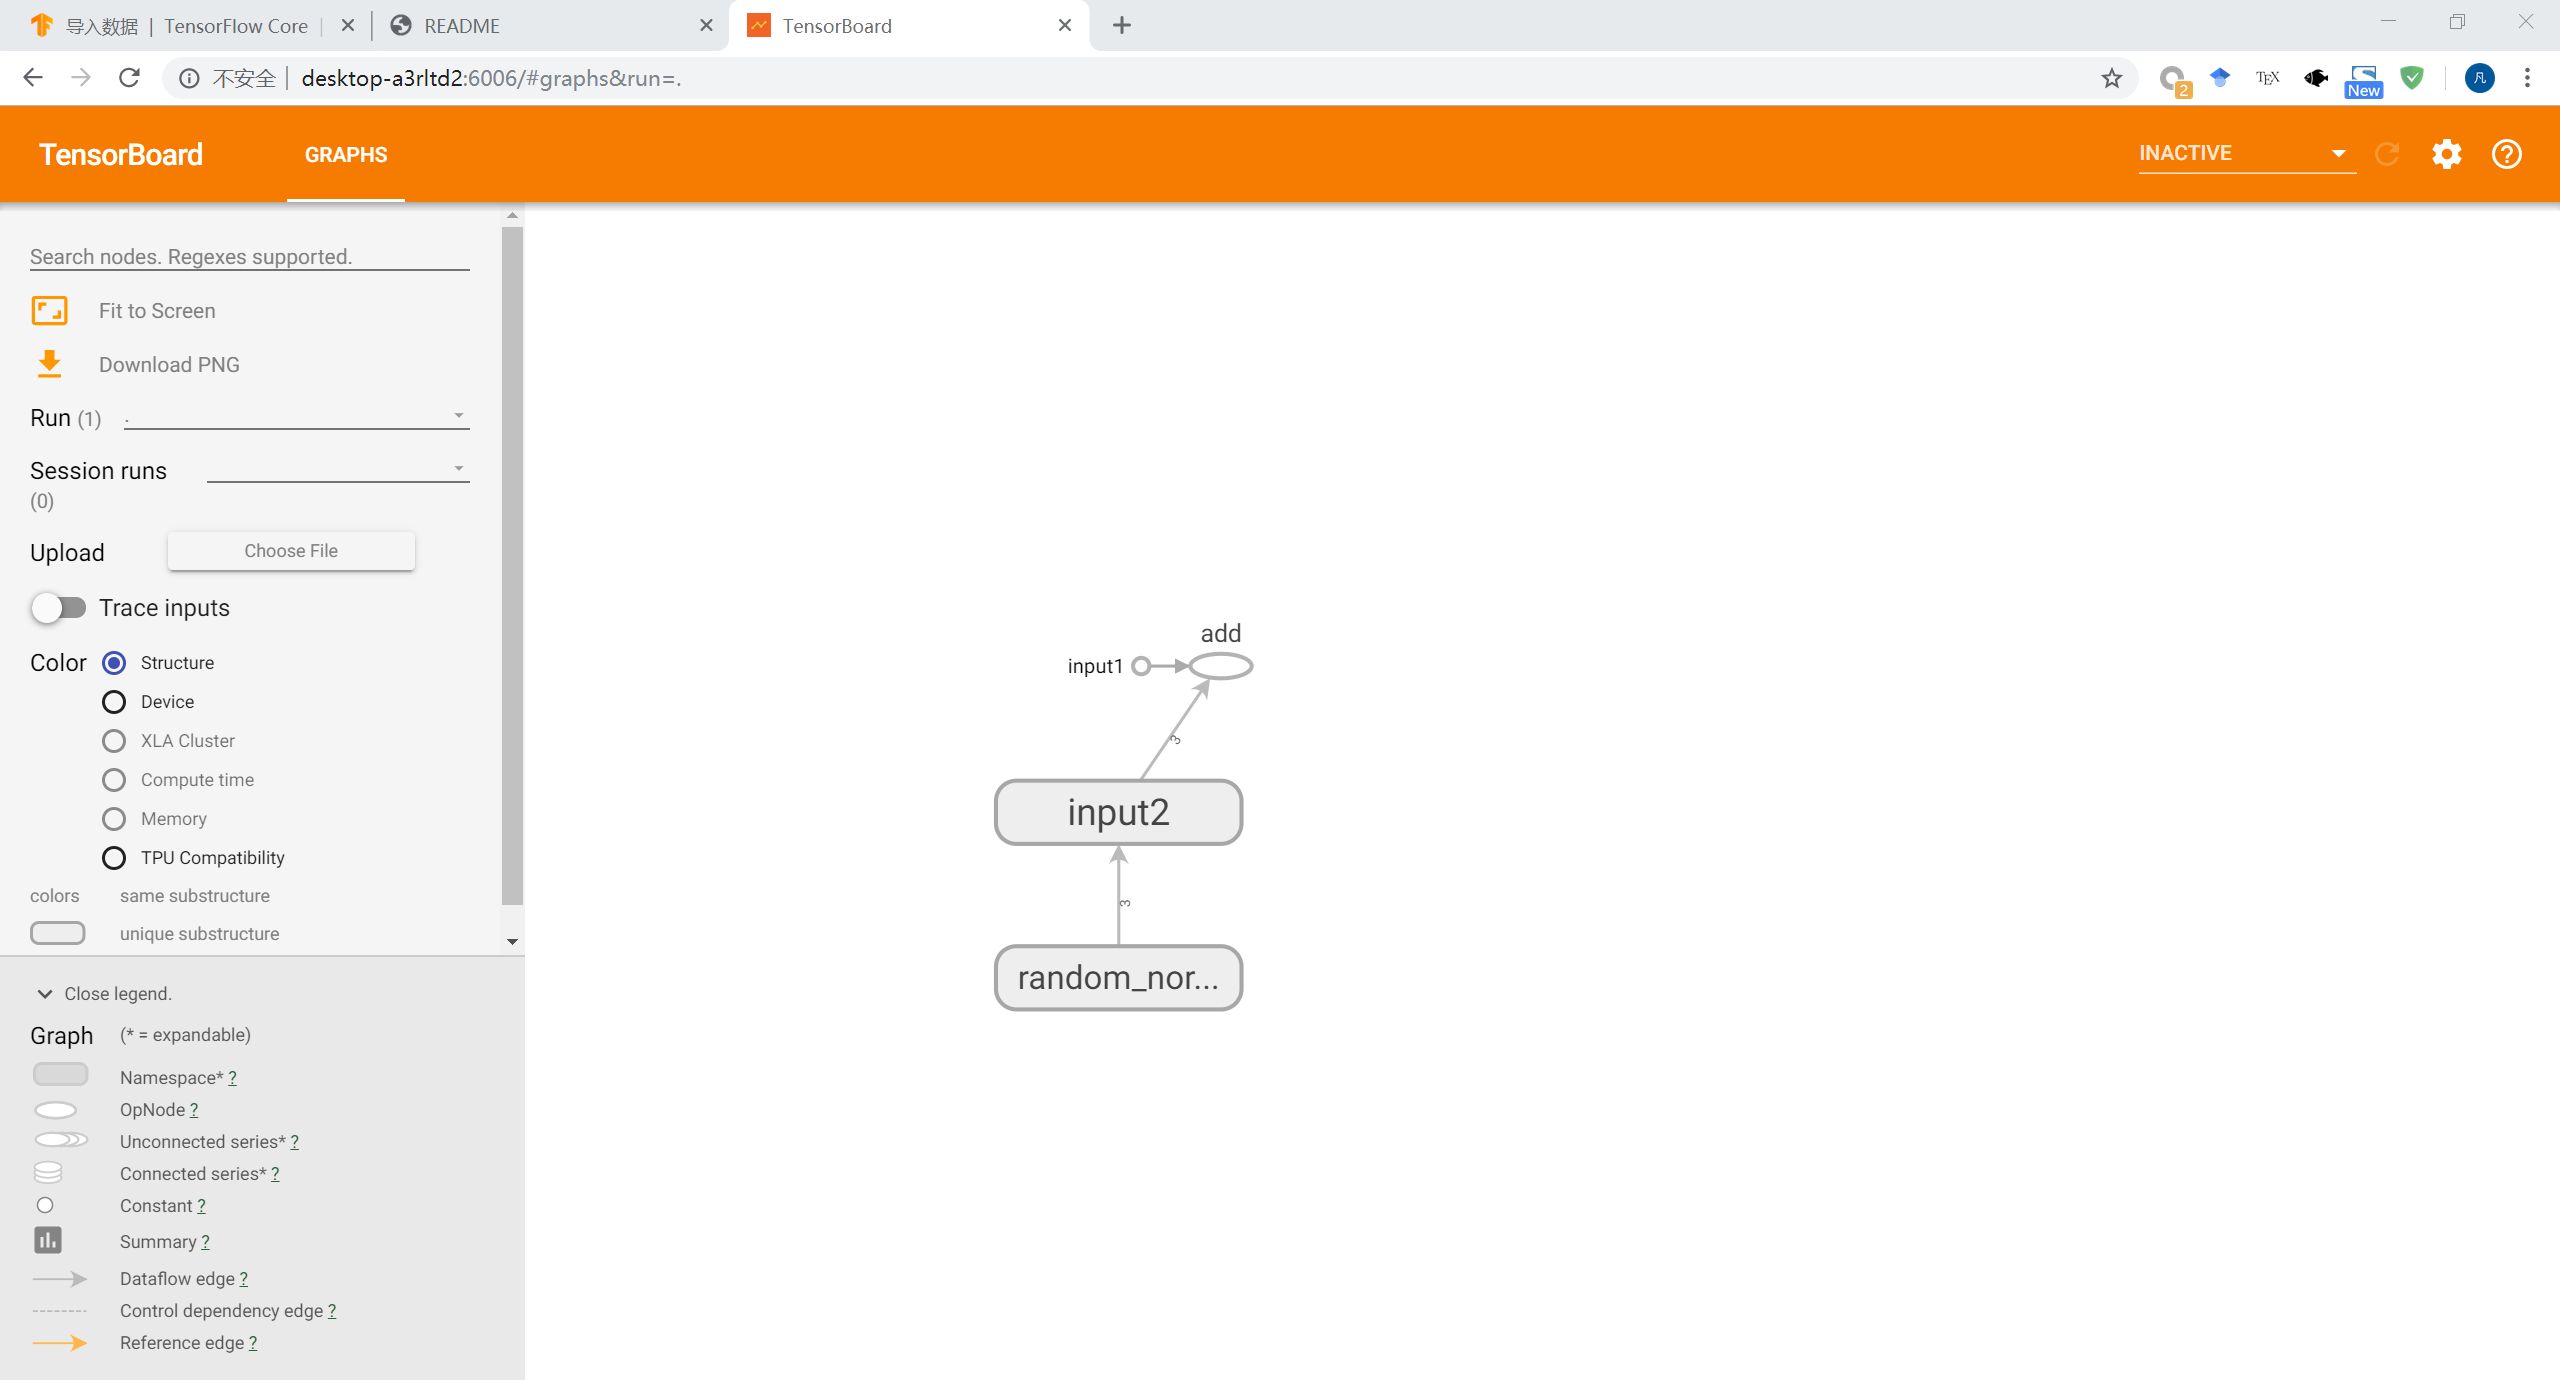 导入数据 | TensorFlow Core
README
TensorBoard
不安全 desktop-a3rltd2:6006/#graphs&run=.
2
TEX
New
凡
TensorBoard
GRAPHS
INACTIVE
Search nodes. Regexes supported.
Fit to Screen
Download PNG
Run (1) .
Session runs
(0)
Upload Choose File
Trace inputs
Color Structure
Device
XLA Cluster
Compute time
Memory
TPU Compatibility
colors same substructure
unique substructure
Close legend.
Graph (* = expandable)
Namespace* ?
OpNode ?
Unconnected series* ?
Connected series* ?
Constant ?
Summary ?
Dataflow edge ?
Control dependency edge ?
Reference edge ?
add
input1
3
input2
3
random_nor...